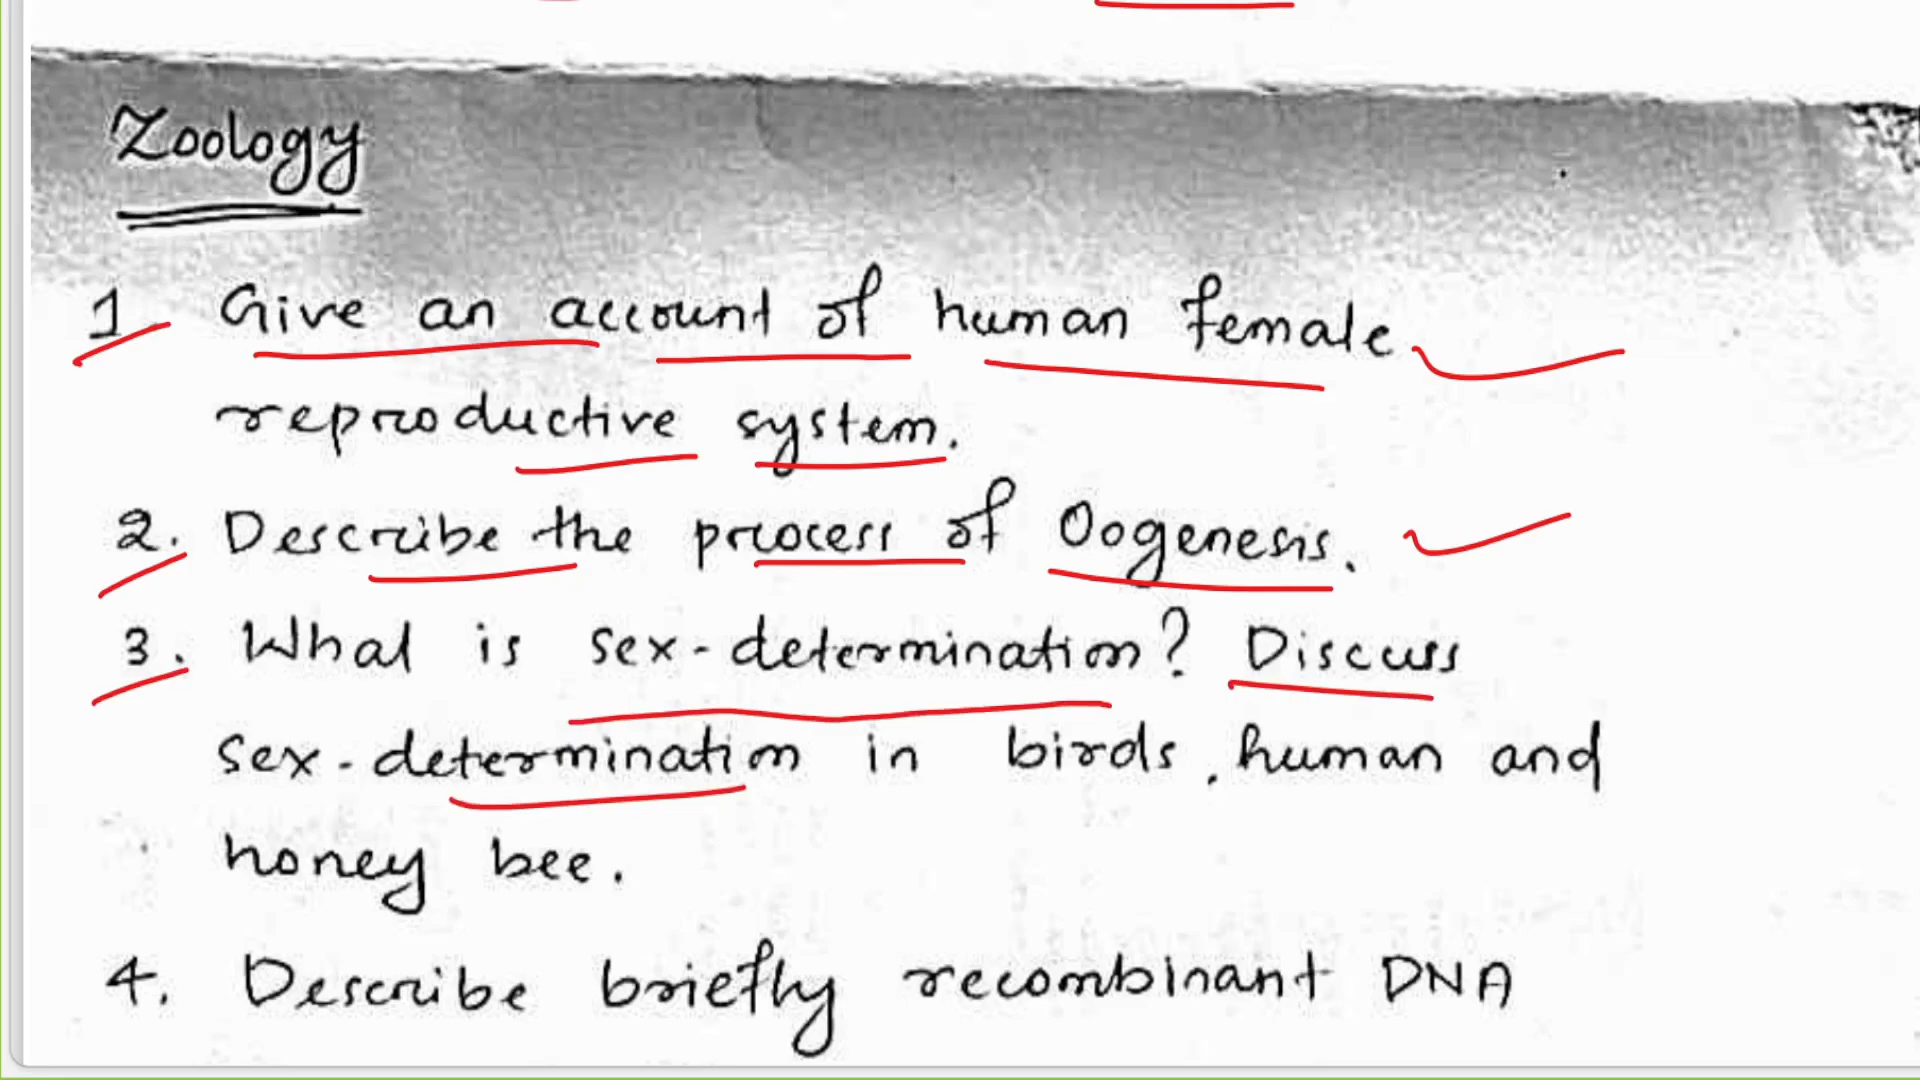 Zoology
1 Give an account of human female
reproductive system.
2. Describe the process of Oogenesis.
3. What is sex-determination? Discuss
sex-determination in birds, human and
honey bee.
4. Describe briefly recombinant DNA